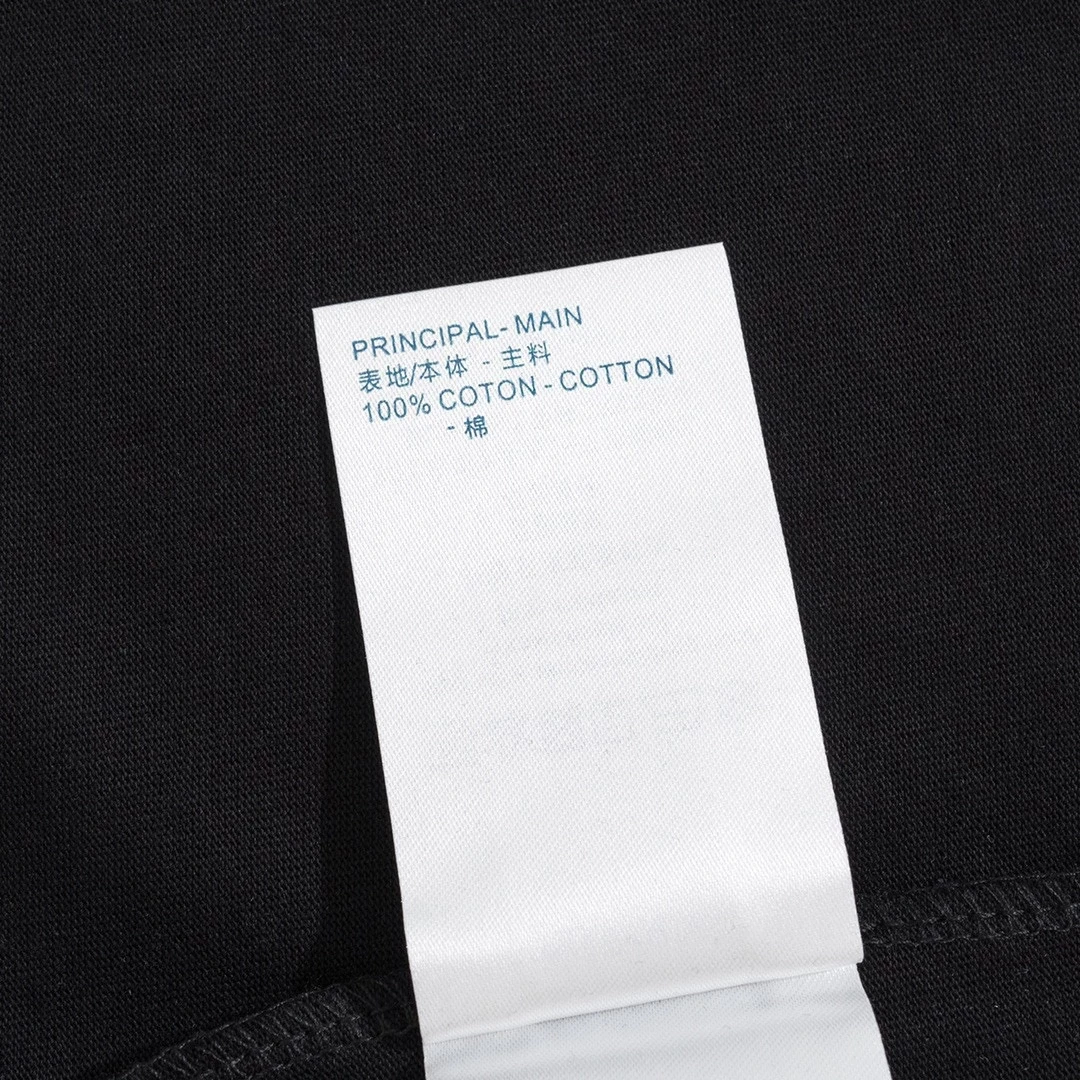 PRINCIPAL- MAIN
表地/本体 - 主料
100% COTON - COTTON
- 棉